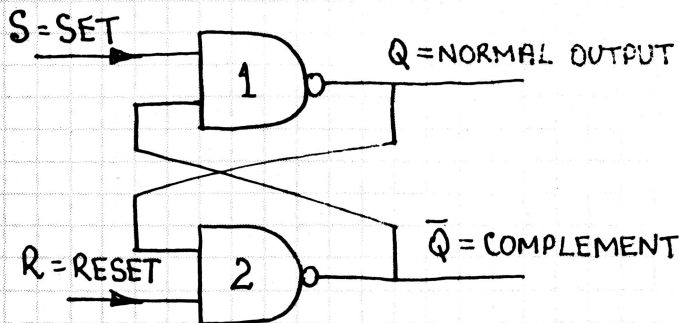 S=SET
Q=NORMAL OUTPUT
1
Q̅=COMPLEMENT
R=RESET
2